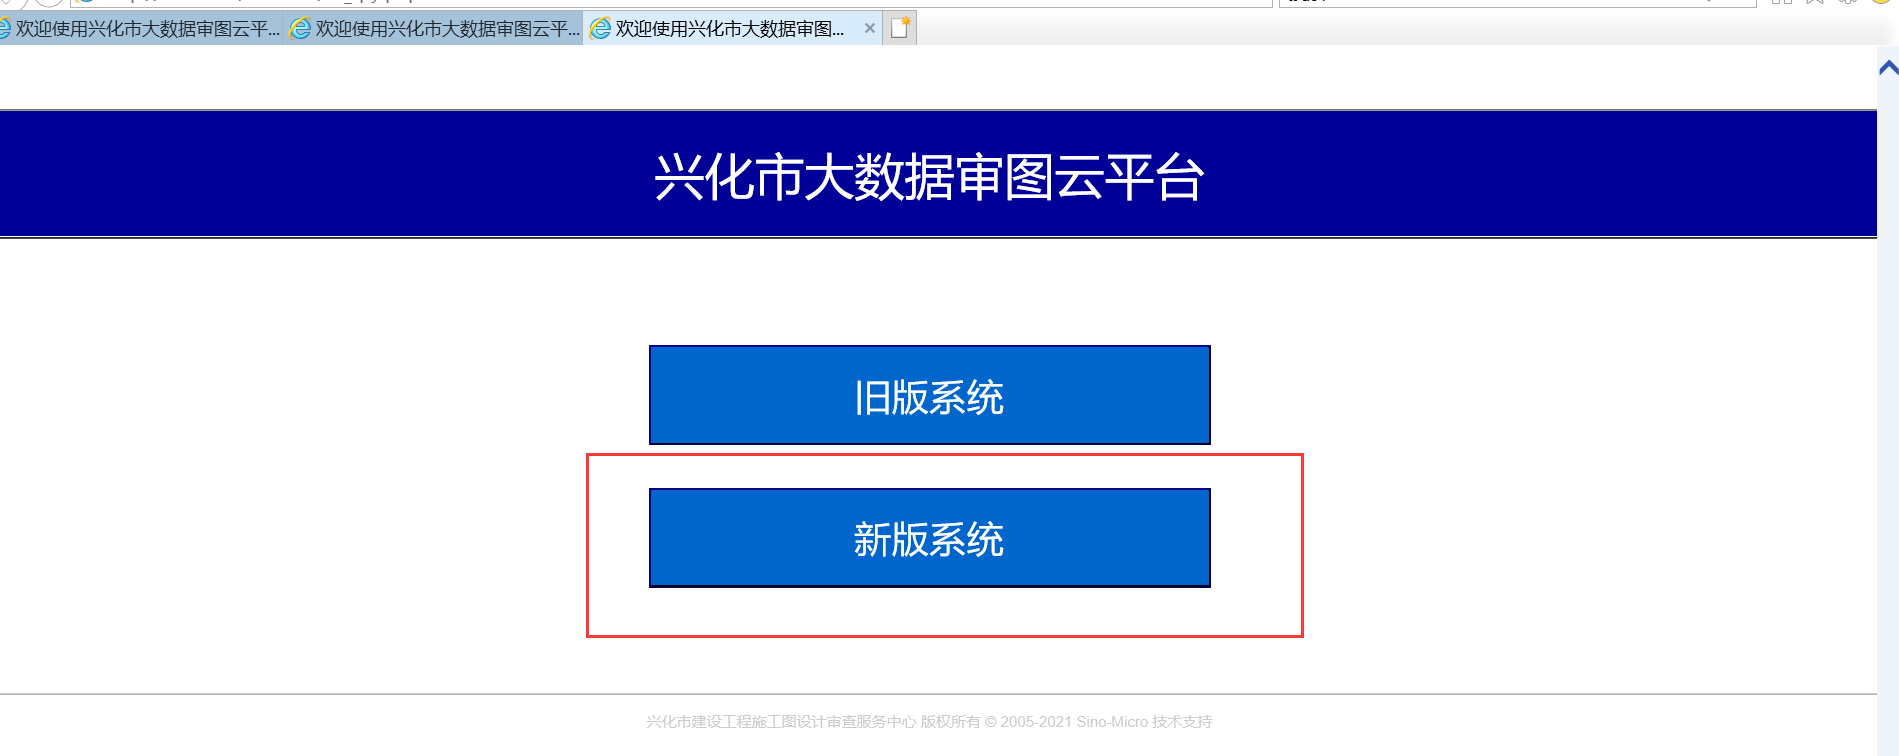 欢迎使用兴化市大数据审图云平...
欢迎使用兴化市大数据审图云平...
欢迎使用兴化市大数据审图...
兴化市大数据审图云平台
旧版系统
新版系统
兴化市建设工程施工图设计审查服务中心 版权所有 © 2005-2021 Sino-Micro 技术支持